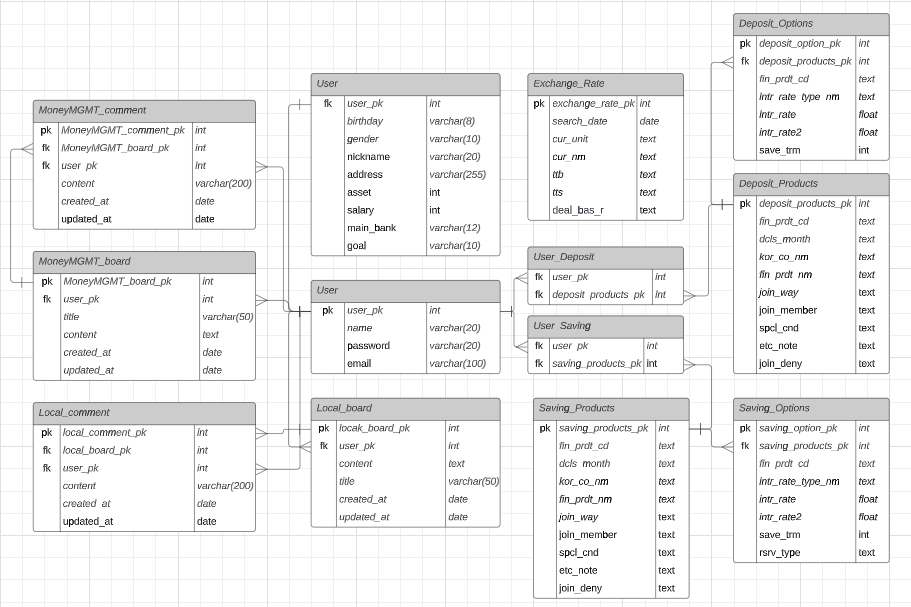 MoneyMGMT_comment
pk MoneyMGMT_comment_pk int
fk MoneyMGMT_board_pk int
fk user_pk int
content varchar(200)
created_at date
updated_at date
MoneyMGMT_board
pk MoneyMGMT_board_pk int
fk user_pk int
title varchar(50)
content text
created_at date
updated_at date
Local_comment
pk local_comment_pk int
fk local_board_pk int
fk user_pk int
content varchar(200)
created_at date
updated_at date
User
fk user_pk int
birthday varchar(8)
gender varchar(10)
nickname varchar(20)
address varchar(255)
asset int
salary int
main_bank varchar(12)
goal varchar(10)
User
pk user_pk int
name varchar(20)
password varchar(20)
email varchar(100)
Local_board
pk locak_board_pk int
fk user_pk int
content text
title varchar(50)
created_at date
updated_at date
Exchange_Rate
pk exchange_rate_pk int
search_date date
cur_unit text
cur_nm text
ttb text
tts text
deal_bas_r text
User_Deposit
fk user_pk int
fk deposit_products_pk int
User_Saving
fk user_pk int
fk saving_products_pk int
Saving_Products
pk saving_products_pk int
fin_prdt_cd text
dcls_month text
kor_co_nm text
fin_prdt_nm text
join_way text
join_member text
spcl_cnd text
etc_note text
join_deny text
Deposit_Options
pk deposit_option_pk int
fk deposit_products_pk int
fin_prdt_cd text
intr_rate_type_nm text
intr_rate float
intr_rate2 float
save_trm int
Deposit_Products
pk deposit_products_pk int
fin_prdt_cd text
dcls_month text
kor_co_nm text
fin_prdt_nm text
join_way text
join_member text
spcl_cnd text
etc_note text
join_deny text
Saving_Options
pk saving_option_pk int
fk saving_products_pk int
fin_prdt_cd text
intr_rate_type_nm text
intr_rate float
intr_rate2 float
save_trm int
rsrv_type text